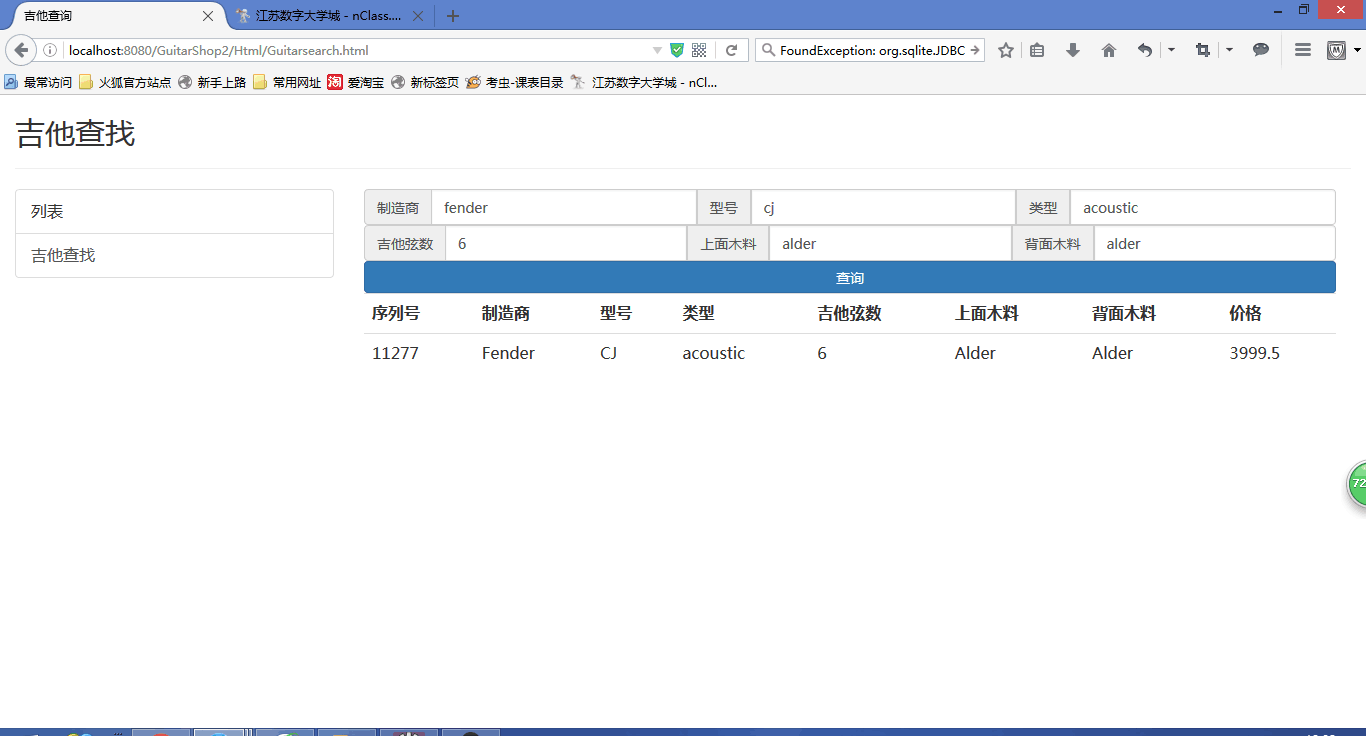 吉他查询
江苏数字大学城 - nClass....
localhost:8080/GuitarShop2/Html/Guitarsearch.html
FoundException: org.sqlite.JDBC
最常访问 火狐官方站点 新手上路 常用网址 淘 爱淘宝 新标签页 考虫-课表目录 江苏数字大学城 - nCl...
吉他查找
列表
吉他查找
制造商 fender 型号 cj 类型 acoustic
吉他弦数 6 上面木料 alder 背面木料 alder
查询
序列号 制造商 型号 类型 吉他弦数 上面木料 背面木料 价格
11277 Fender CJ acoustic 6 Alder Alder 3999.5
72